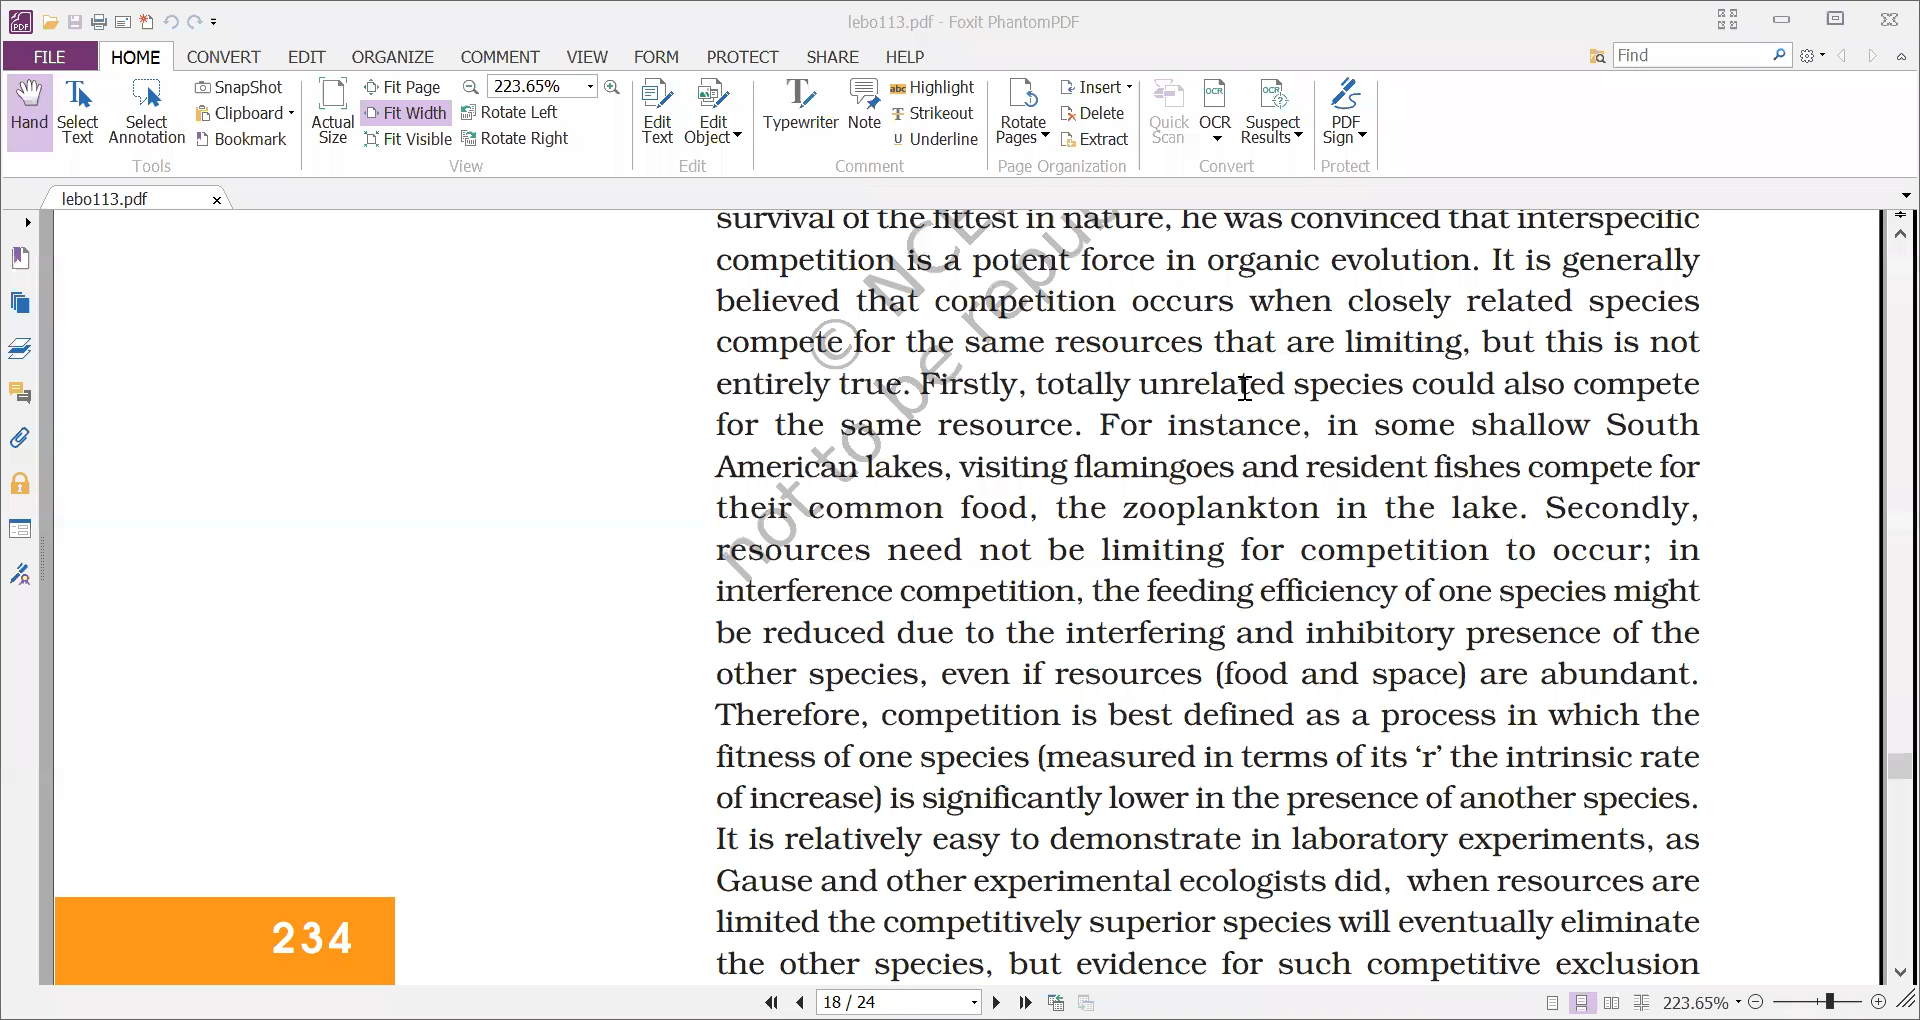 lebo113.pdf - Foxit PhantomPDF
FILE HOME CONVERT EDIT ORGANIZE COMMENT VIEW FORM PROTECT SHARE HELP
Find
Hand
Select Text
Select Annotation
SnapShot
Clipboard
Bookmark
Tools
Actual Size
Fit Page
Fit Width
Fit Visible
223.65%
Rotate Left
Rotate Right
View
Edit Text
Edit Object
Edit
Typewriter
Note
Highlight
Strikeout
Underline
Comment
Rotate Pages
Insert
Delete
Extract
Page Organization
Quick Scan
OCR
Suspect Results
Convert
PDF Sign
Protect
lebo113.pdf
survival of the fittest in nature, he was convinced that interspecific
competition is a potent force in organic evolution. It is generally
believed that competition occurs when closely related species
compete for the same resources that are limiting, but this is not
entirely true. Firstly, totally unrelated species could also compete
for the same resource. For instance, in some shallow South
American lakes, visiting flamingoes and resident fishes compete for
their common food, the zooplankton in the lake. Secondly,
resources need not be limiting for competition to occur; in
interference competition, the feeding efficiency of one species might
be reduced due to the interfering and inhibitory presence of the
other species, even if resources (food and space) are abundant.
Therefore, competition is best defined as a process in which the
fitness of one species (measured in terms of its ‘r’ the intrinsic rate
of increase) is significantly lower in the presence of another species.
It is relatively easy to demonstrate in laboratory experiments, as
Gause and other experimental ecologists did, when resources are
limited the competitively superior species will eventually eliminate
the other species, but evidence for such competitive exclusion
© NCE
not to be repu
234
18 / 24
223.65%